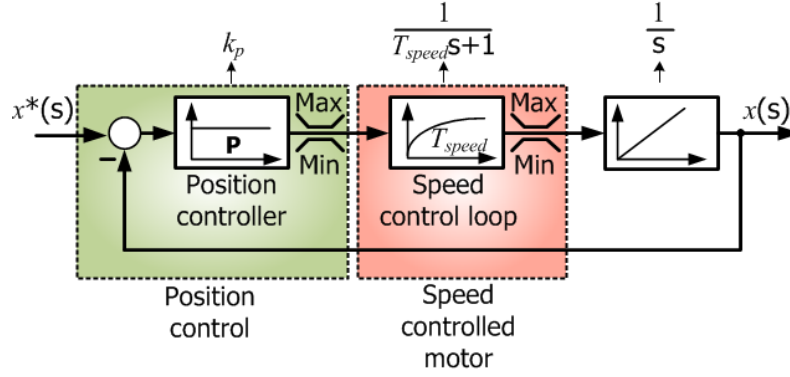 k_p
1
T_speed s+1
1
s
x*(s)
Max
Max
x(s)
P
T_speed
Min
Min
Position
controller
Speed
control loop
Position
control
Speed
controlled
motor